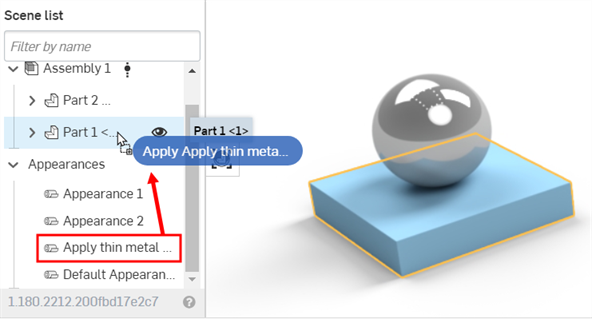 Scene list
Filter by name
Assembly 1
Part 2 ...
Part 1 <...
Part 1 <1>
Apply Apply thin meta...
Appearances
Appearance 1
Appearance 2
Apply thin metal ...
Default Appearan...
1.180.2212.200fbd17e2c7
?